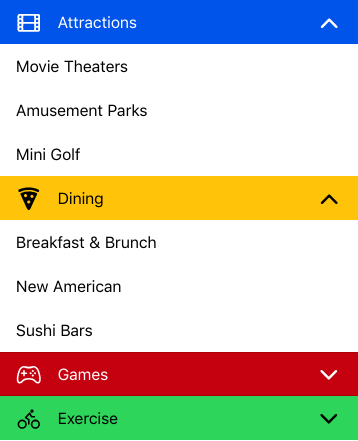 Attractions
Movie Theaters
Amusement Parks
Mini Golf
Dining
Breakfast & Brunch
New American
Sushi Bars
Games
Exercise